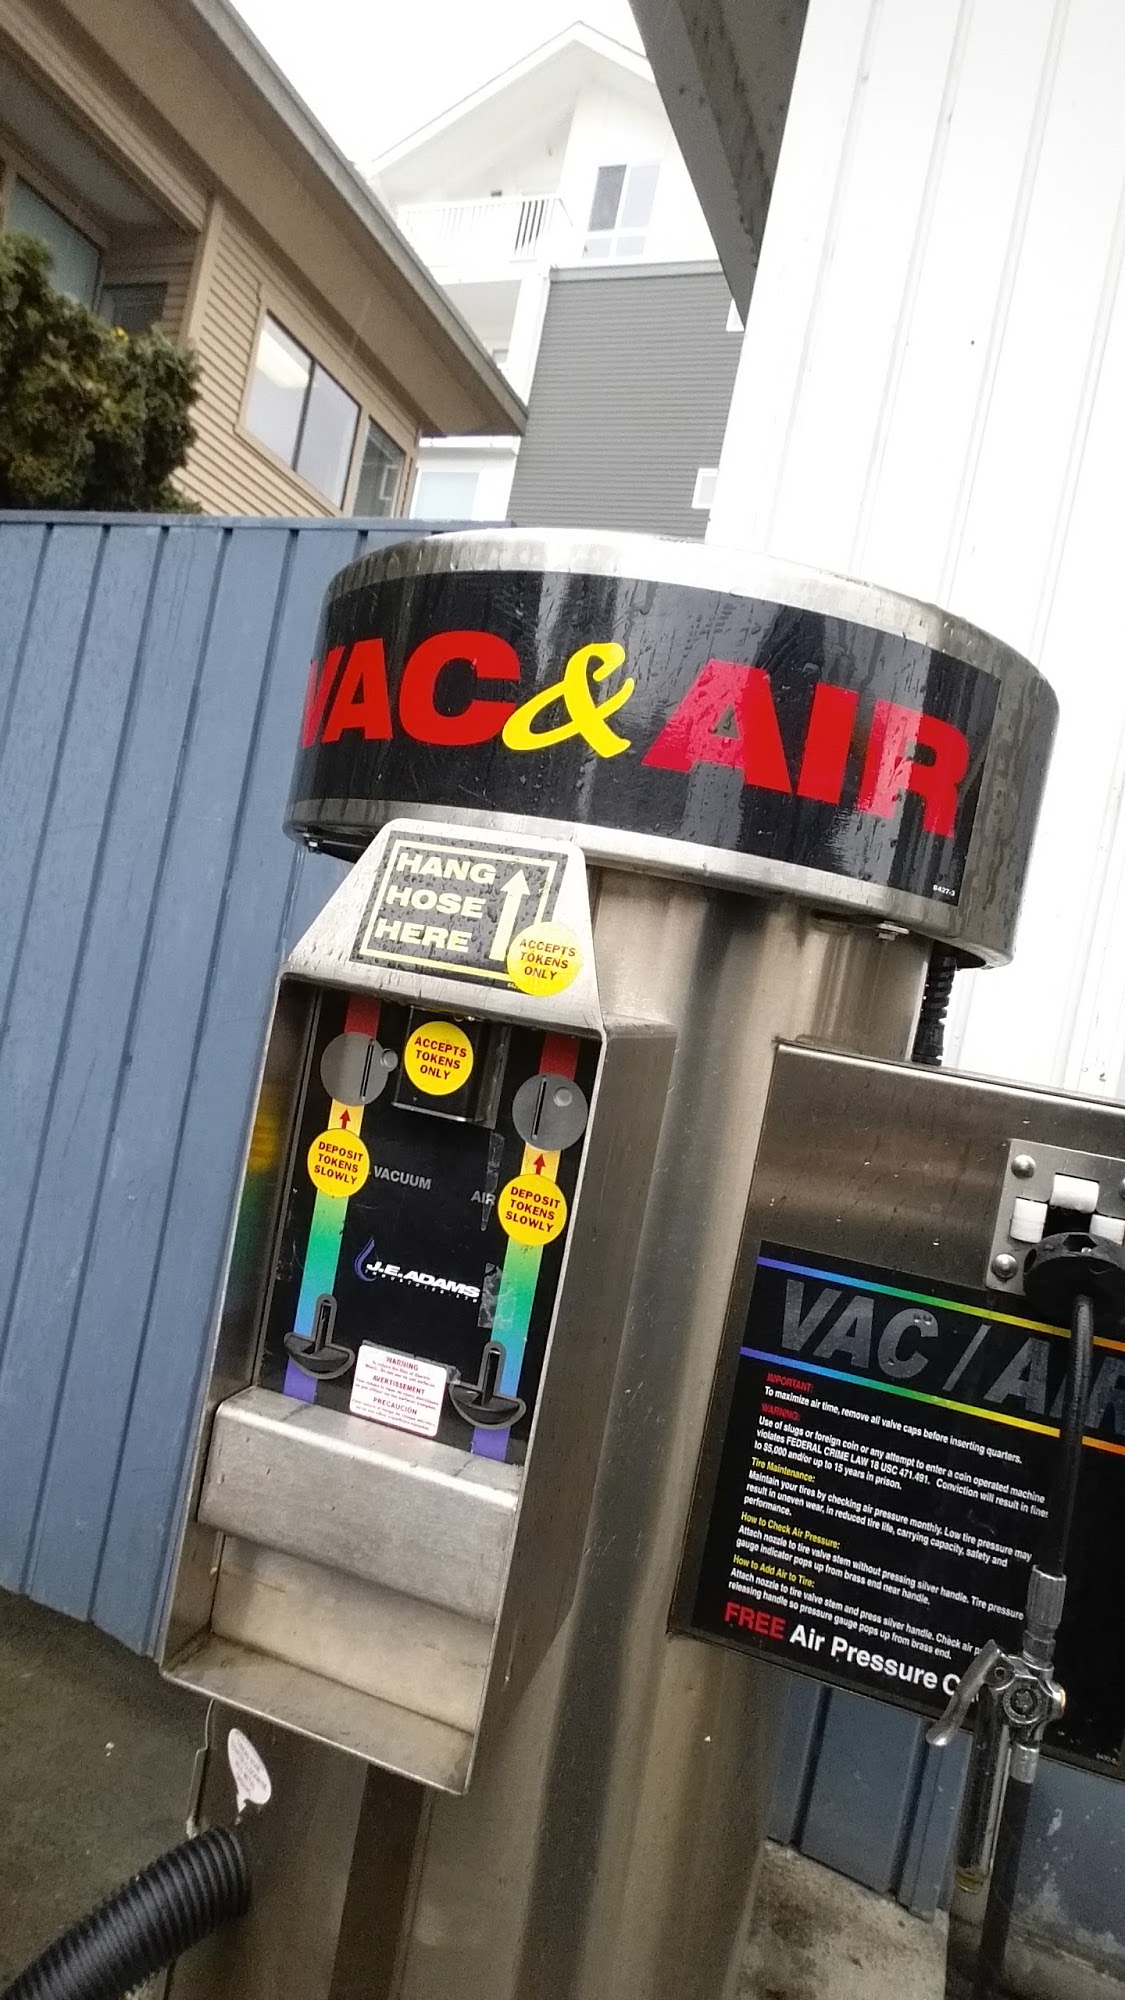 VAC & AIR
8427-3
HANG
HOSE
HERE
ACCEPTS
TOKENS
ONLY
ACCEPTS
TOKENS
ONLY
DEPOSIT
TOKENS
SLOWLY
VACUUM
AIR
DEPOSIT
TOKENS
SLOWLY
J.E.ADAMS
INDUSTRIES LTD
WARNING
AVERTISSEMENT
PRECAUCIÓN
VAC / AIR
IMPORTANT:
To maximize air time, remove all valve caps before inserting quarters.
WARNING:
Use of slugs or foreign coin or any attempt to enter a coin operated machine
violates FEDERAL CRIME LAW 18 USC 471.491. Conviction will result in fines
to $5,000 and/or up to 15 years in prison.
Tire Maintenance:
Maintain your tires by checking air pressure monthly. Low tire pressure may
result in uneven wear, in reduced tire life, carrying capacity, safety and
performance.
How to Check Air Pressure:
Attach nozzle to tire valve stem without pressing silver handle. Tire pressure
gauge indicator pops up from brass end near handle.
How to Add Air to Tire:
Attach nozzle to tire valve stem and press silver handle. Check air p
releasing handle so pressure gauge pops up from brass end.
FREE Air Pressure C